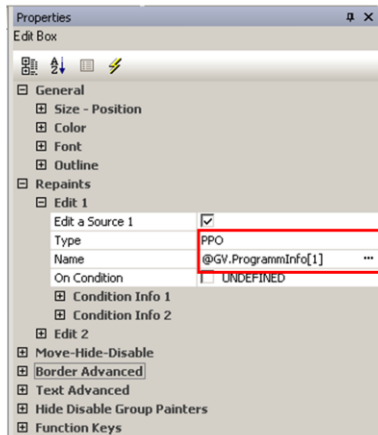 Properties
Edit Box
General
Size - Position
Color
Font
Outline
Repaints
Edit 1
Edit a Source 1
Type PPO
Name @GV.ProgrammInfo[1] ...
On Condition UNDEFINED
Condition Info 1
Condition Info 2
Edit 2
Move-Hide-Disable
Border Advanced
Text Advanced
Hide Disable Group Painters
Function Keys